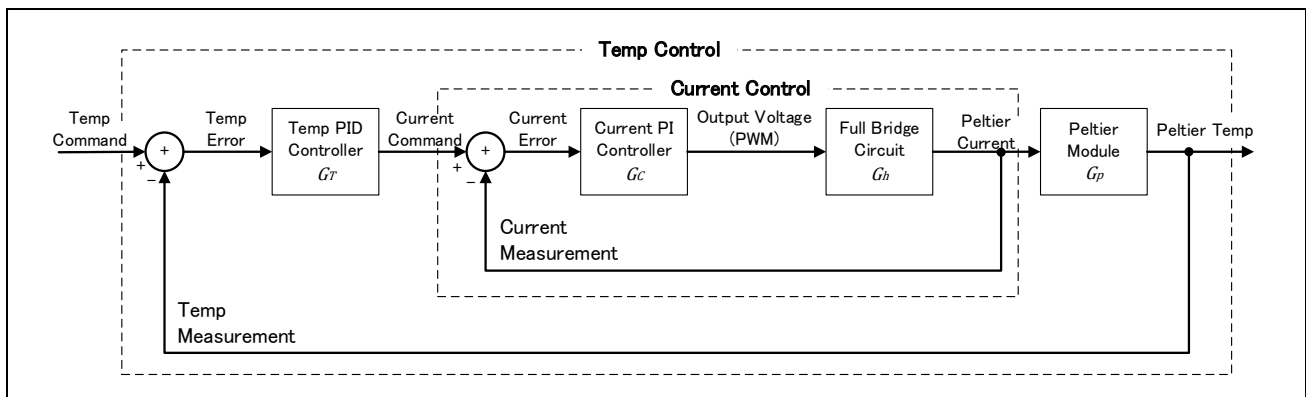 Temp Control
Current Control
Temp
Command
+
+
−
Temp
Error
Temp PID
Controller
GT
Current
Command
+
+
−
Current
Error
Current PI
Controller
GC
Output Voltage
(PWM)
Full Bridge
Circuit
Gh
Peltier
Current
Peltier
Module
Gp
Peltier Temp
Current
Measurement
Temp
Measurement